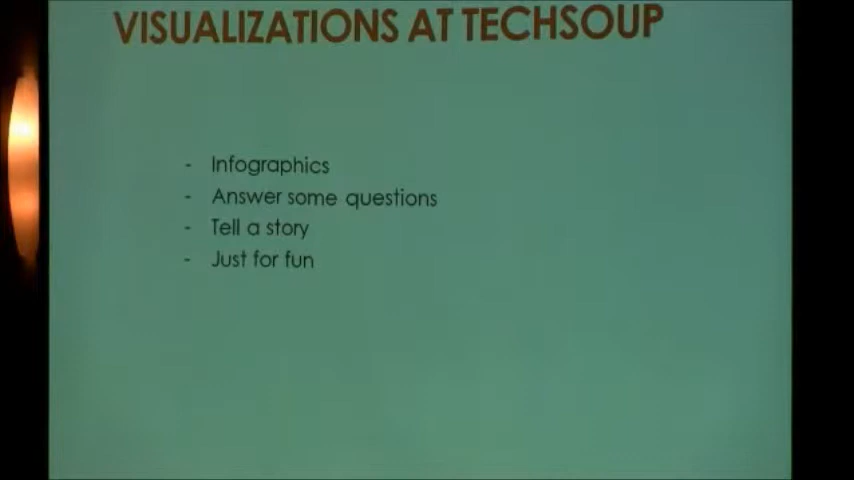 VISUALIZATIONS AT TECHSOUP
- Infographics
- Answer some questions
- Tell a story
- Just for fun